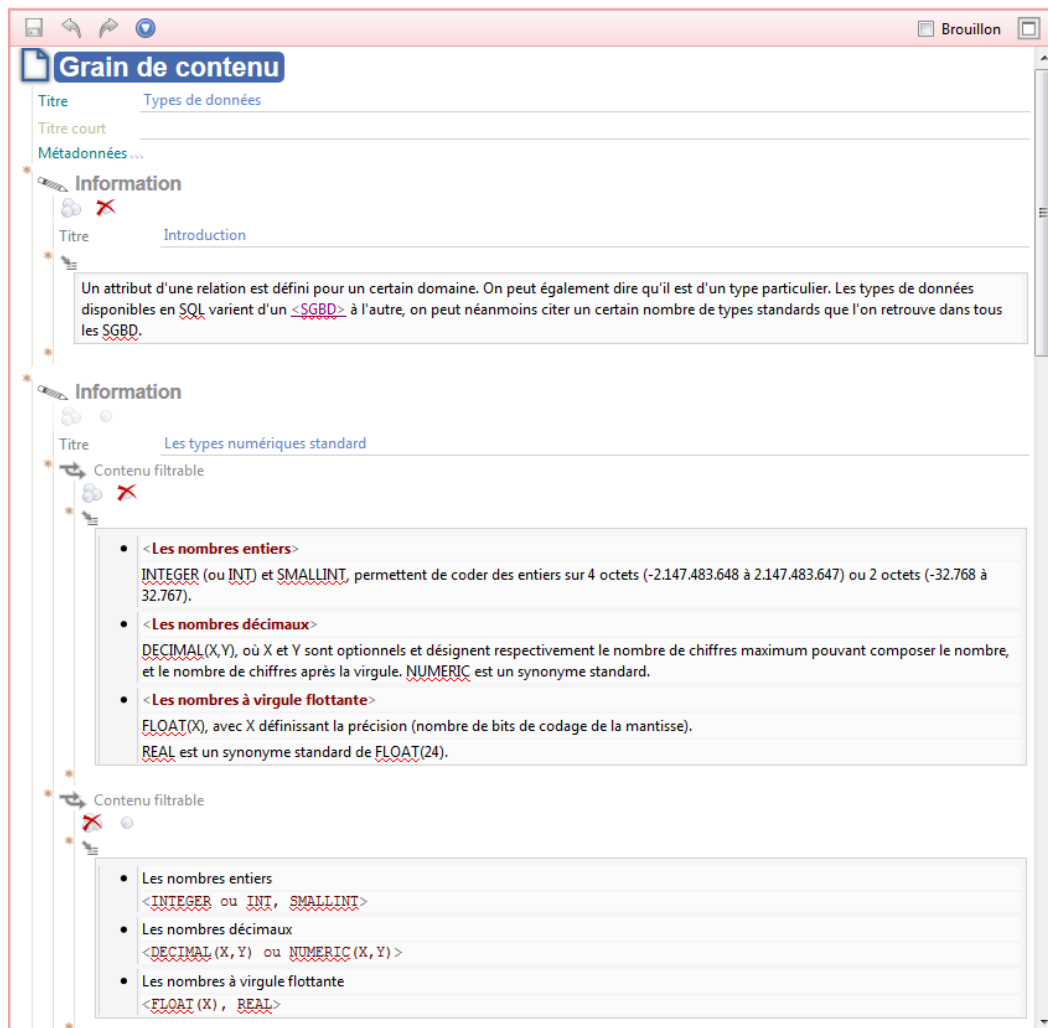 Brouillon
Grain de contenu
Titre Types de données
Titre court
Métadonnées ...
Information
Titre Introduction
Un attribut d'une relation est défini pour un certain domaine. On peut également dire qu'il est d'un type particulier. Les types de données
disponibles en SQL varient d'un <SGBD> à l'autre, on peut néanmoins citer un certain nombre de types standards que l'on retrouve dans tous
les SGBD.
Information
Titre Les types numériques standard
Contenu filtrable
• <Les nombres entiers>
INTEGER (ou INT) et SMALLINT, permettent de coder des entiers sur 4 octets (-2.147.483.648 à 2.147.483.647) ou 2 octets (-32.768 à
32.767).
• <Les nombres décimaux>
DECIMAL(X,Y), où X et Y sont optionnels et désignent respectivement le nombre de chiffres maximum pouvant composer le nombre,
et le nombre de chiffres après la virgule. NUMERIC est un synonyme standard.
• <Les nombres à virgule flottante>
FLOAT(X), avec X définissant la précision (nombre de bits de codage de la mantisse).
REAL est un synonyme standard de FLOAT(24).
Contenu filtrable
• Les nombres entiers
<INTEGER ou INT, SMALLINT>
• Les nombres décimaux
<DECIMAL(X,Y) ou NUMERIC(X,Y)>
• Les nombres à virgule flottante
<FLOAT(X), REAL>